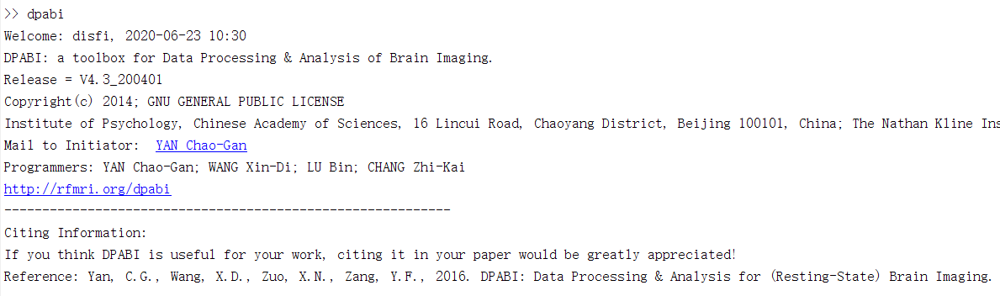 >> dpabi
Welcome: disfi, 2020-06-23 10:30
DPABI: a toolbox for Data Processing & Analysis of Brain Imaging.
Release = V4.3_200401
Copyright(c) 2014; GNU GENERAL PUBLIC LICENSE
Institute of Psychology, Chinese Academy of Sciences, 16 Lincui Road, Chaoyang District, Beijing 100101, China; The Nathan Kline Ins
Mail to Initiator:  YAN Chao-Gan
Programmers: YAN Chao-Gan; WANG Xin-Di; LU Bin; CHANG Zhi-Kai
http://rfmri.org/dpabi
-----------------------------------------------------------
Citing Information:
If you think DPABI is useful for your work, citing it in your paper would be greatly appreciated!
Reference: Yan, C.G., Wang, X.D., Zuo, X.N., Zang, Y.F., 2016. DPABI: Data Processing & Analysis for (Resting-State) Brain Imaging.